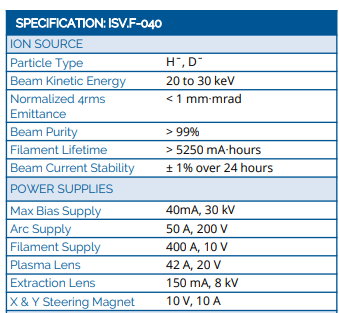 SPECIFICATION: ISV.F-040
ION SOURCE
Particle Type H⁻, D⁻
Beam Kinetic Energy 20 to 30 keV
Normalized 4rms < 1 mm·mrad
Emittance
Beam Purity > 99%
Filament Lifetime > 5250 mA·hours
Beam Current Stability ± 1% over 24 hours
POWER SUPPLIES
Max Bias Supply 40mA, 30 kV
Arc Supply 50 A, 200 V
Filament Supply 400 A, 10 V
Plasma Lens 42 A, 20 V
Extraction Lens 150 mA, 8 kV
X & Y Steering Magnet 10 V, 10 A